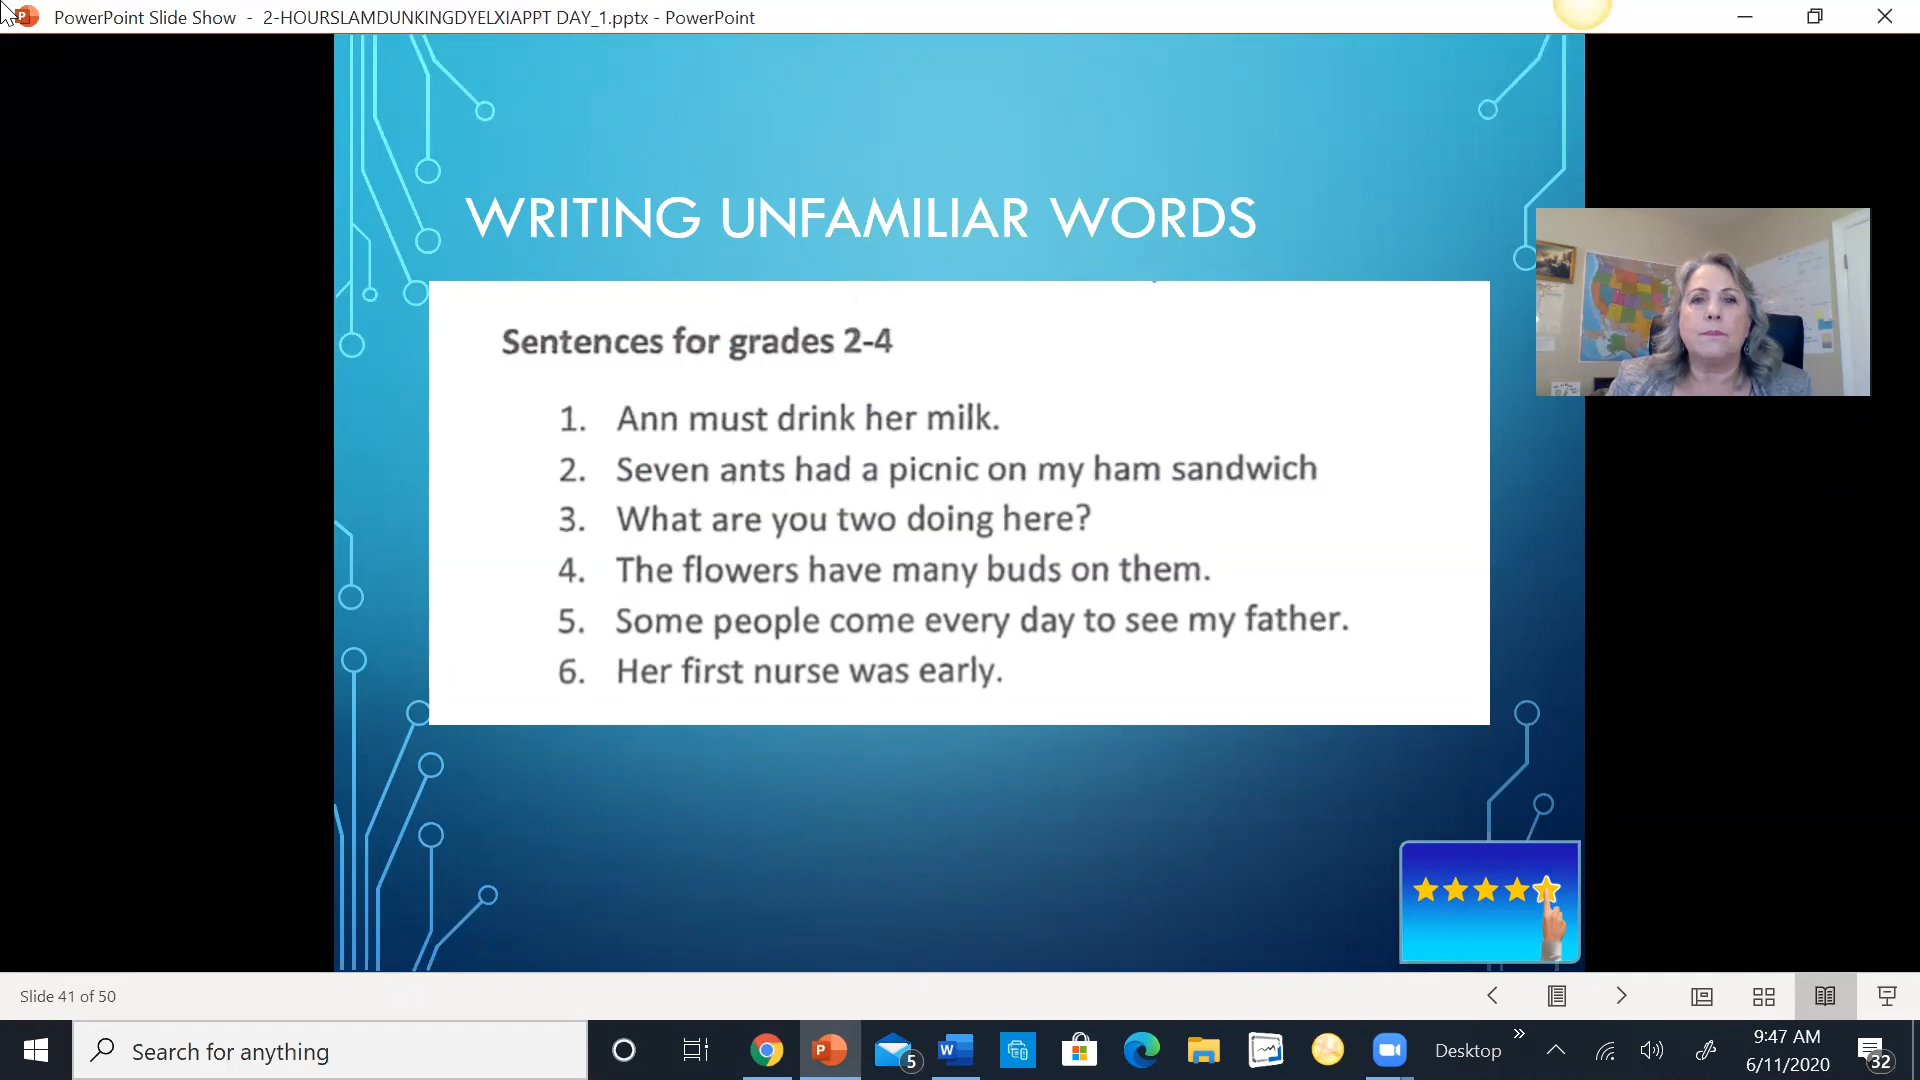 PowerPoint Slide Show - 2-HOURSLAMDUNKINGDYELXIAPPT DAY_1.pptx - PowerPoint
WRITING UNFAMILIAR WORDS
Sentences for grades 2-4
1. Ann must drink her milk.
2. Seven ants had a picnic on my ham sandwich
3. What are you two doing here?
4. The flowers have many buds on them.
5. Some people come every day to see my father.
6. Her first nurse was early.
Slide 41 of 50
Search for anything
5
Desktop
9:47 AM
6/11/2020
32